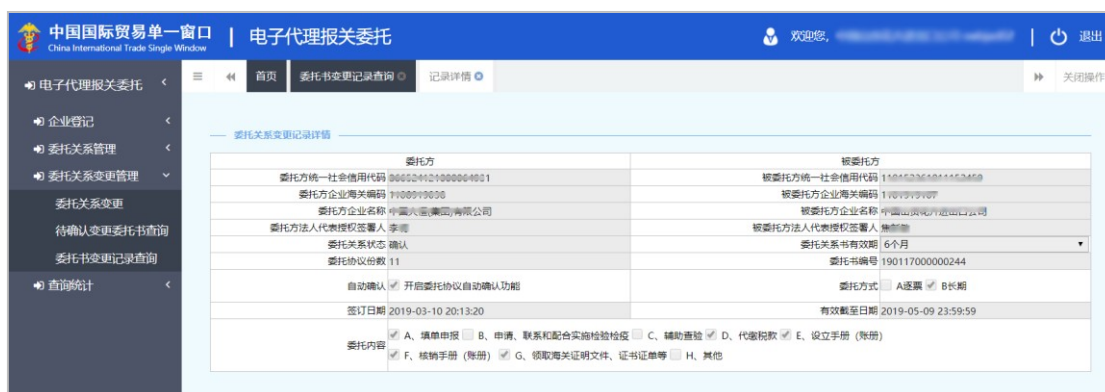 中国国际贸易单一窗口 | 电子代理报关委托 欢迎您, 退出
China International Trade Single Window
电子代理报关委托 首页 委托书变更记录查询 记录详情 关闭操作
企业登记
委托关系管理
委托关系变更管理
委托关系变更
待确认变更委托书查询
委托书变更记录查询
查询统计
委托关系变更记录详情
委托方 被委托方
委托方统一社会信用代码 被委托方统一社会信用代码
委托方企业海关编码 被委托方企业海关编码
委托方企业名称 有限公司 被委托方企业名称
委托方法人代表授权签署人 李 被委托方法人代表授权签署人
委托关系状态 确认 委托关系书有效期 6个月
委托协议份数 11 委托书编号 190117000000244
自动确认 开启委托协议自动确认功能 委托方式 A逐票 B长期
签订日期 2019-03-10 20:13:20 有效截至日期 2019-05-09 23:59:59
委托内容 A、填单申报 B、申请、联系和配合实施检验检疫 C、辅助查验 D、代缴税款 E、设立手册（账册）
F、核销手册（账册） G、领取海关证明文件、证书证单等 H、其他